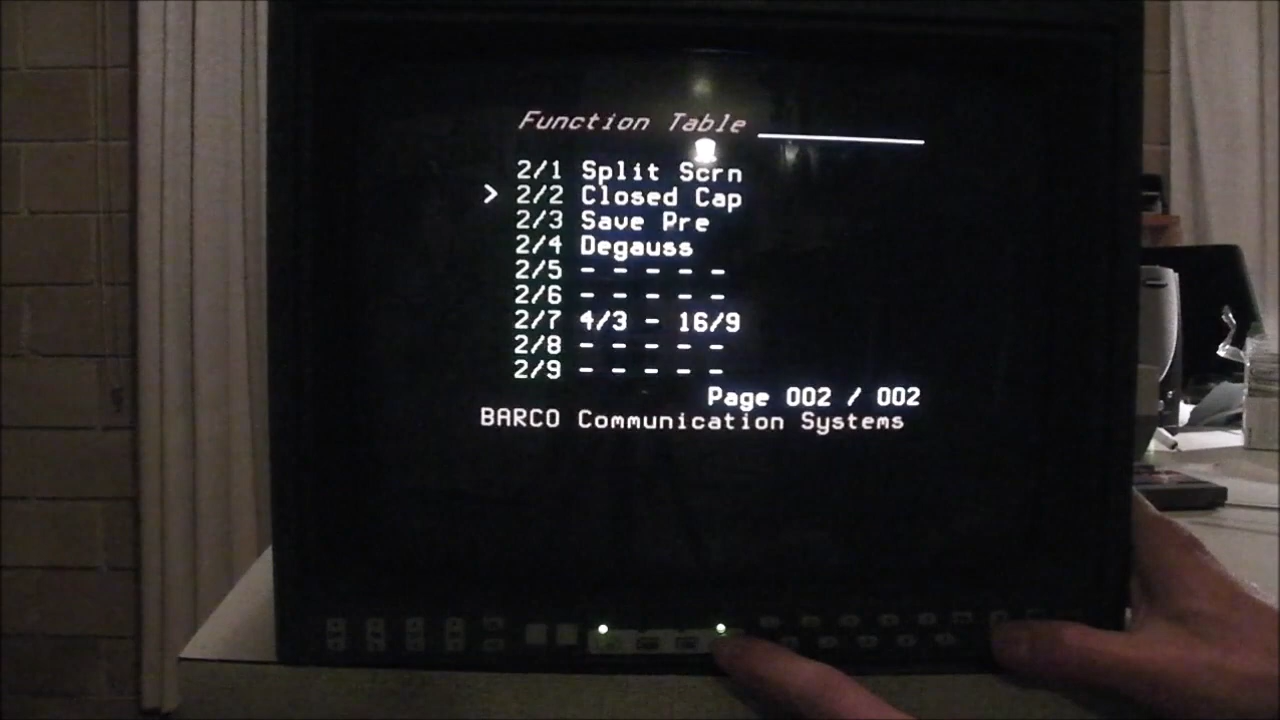 Function Table
2/1 Split Scrn
> 2/2 Closed Cap
2/3 Save Pre
2/4 Degauss
2/5 - - - - -
2/6 - - - - -
2/7 4/3 - 16/9
2/8 - - - - -
2/9 - - - - -
Page 002 / 002
BARCO Communication Systems